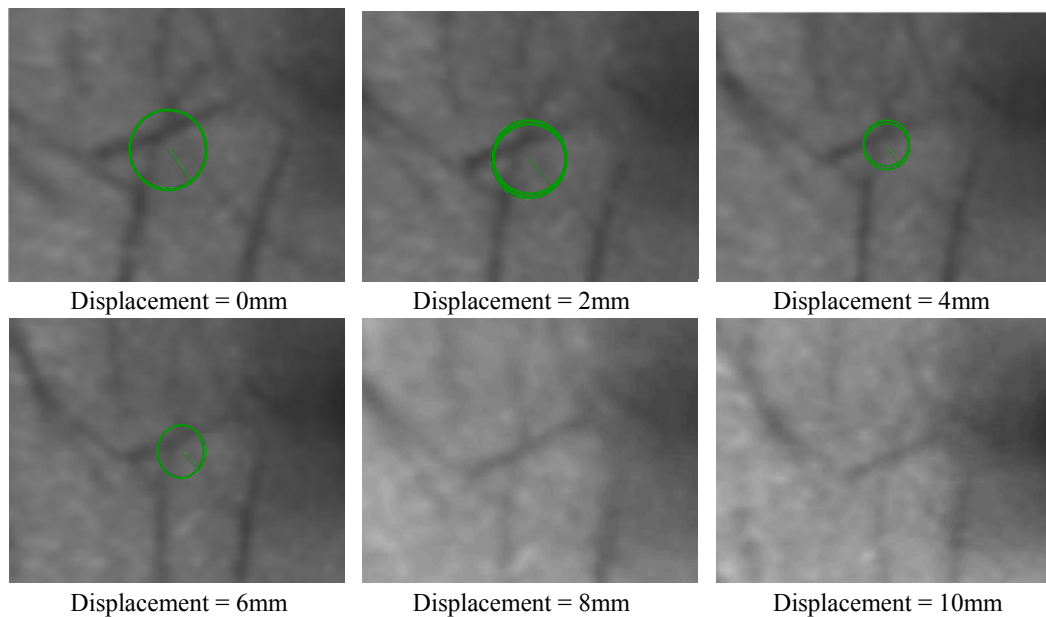 Displacement = 0mm
Displacement = 2mm
Displacement = 4mm
Displacement = 6mm
Displacement = 8mm
Displacement = 10mm